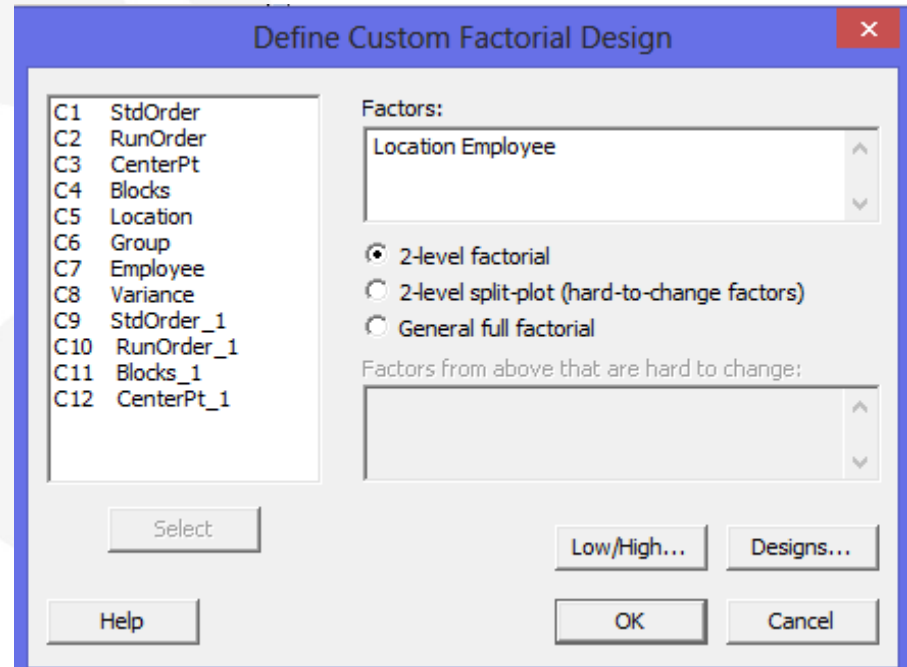 Define Custom Factorial Design
C1 StdOrder
C2 RunOrder
C3 CenterPt
C4 Blocks
C5 Location
C6 Group
C7 Employee
C8 Variance
C9 StdOrder_1
C10 RunOrder_1
C11 Blocks_1
C12 CenterPt_1
Select
Factors:
Location Employee
2-level factorial
2-level split-plot (hard-to-change factors)
General full factorial
Factors from above that are hard to change:
Low/High... Designs...
Help OK Cancel